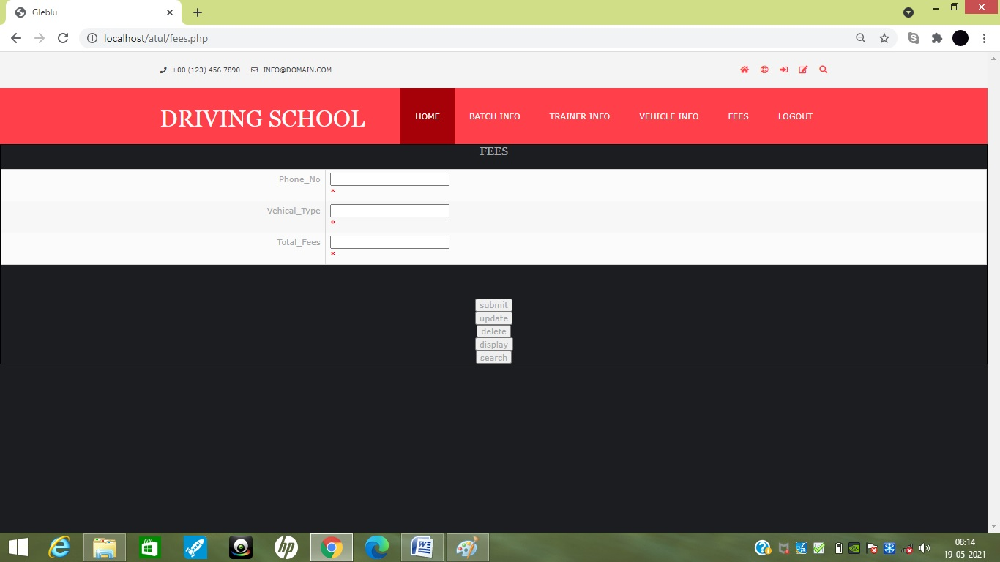 Gleblu
localhost/atul/fees.php
+00 (123) 456 7890 INFO@DOMAIN.COM
DRIVING SCHOOL HOME BATCH INFO TRAINER INFO VEHICLE INFO FEES LOGOUT
FEES
Phone_No
*
Vehical_Type
*
Total_Fees
*
submit
update
delete
display
search
hp
08:14
19-05-2021